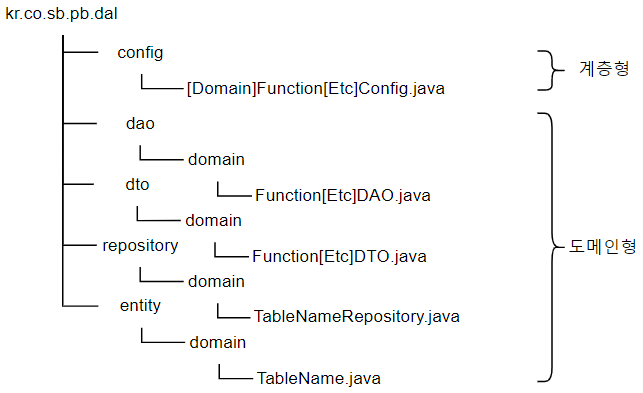 kr.co.sb.pb.dal
config
[Domain]Function[Etc]Config.java
계층형
dao
domain
Function[Etc]DAO.java
dto
domain
Function[Etc]DTO.java
도메인형
repository
domain
TableNameRepository.java
entity
domain
TableName.java